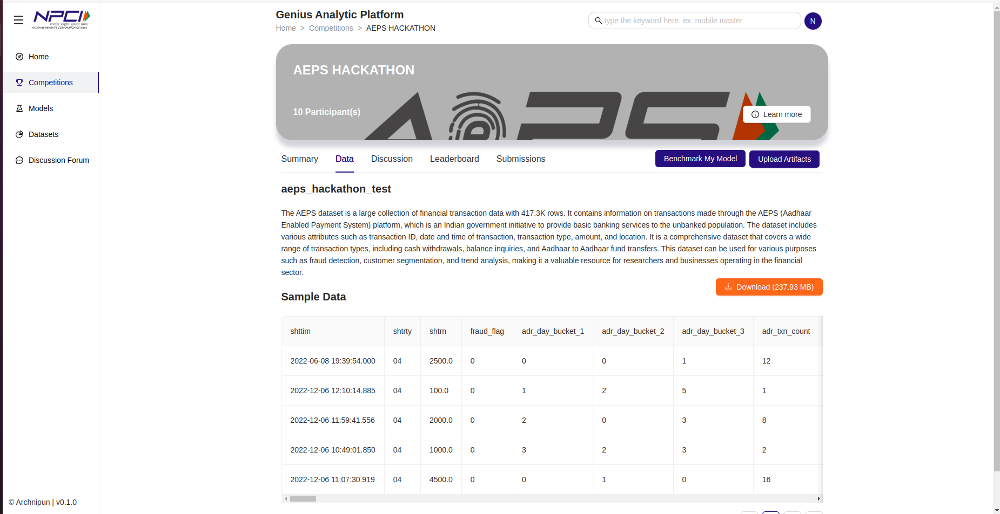 NPCI
भारतीय राष्ट्रीय भुगतान निगम
NATIONAL PAYMENTS CORPORATION OF INDIA
Home
Competitions
Models
Datasets
Discussion Forum
© Archnipun | v0.1.0
Genius Analytic Platform
Home > Competitions > AEPS HACKATHON
type the keyword here. ex: mobile master
N
AEPS HACKATHON
10 Participant(s)
AePS
Learn more
Summary Data Discussion Leaderboard Submissions
Benchmark My Model Upload Artifacts
aeps_hackathon_test
The AEPS dataset is a large collection of financial transaction data with 417.3K rows. It contains information on transactions made through the AEPS (Aadhaar
Enabled Payment System) platform, which is an Indian government initiative to provide basic banking services to the unbanked population. The dataset includes
various attributes such as transaction ID, date and time of transaction, transaction type, amount, and location. It is a comprehensive dataset that covers a wide
range of transaction types, including cash withdrawals, balance inquiries, and Aadhaar to Aadhaar fund transfers. This dataset can be used for various purposes
such as fraud detection, customer segmentation, and trend analysis, making it a valuable resource for researchers and businesses operating in the financial
sector.
Download (237.93 MB)
Sample Data
shttim shtrty shtrn fraud_flag adr_day_bucket_1 adr_day_bucket_2 adr_day_bucket_3 adr_txn_count
2022-06-08 19:39:54.000 04 2500.0 0 0 0 1 12
2022-12-06 12:10:14.885 04 100.0 0 1 2 5 1
2022-12-06 11:59:41.556 04 2000.0 0 2 0 3 8
2022-12-06 10:49:01.850 04 1000.0 0 3 2 3 2
2022-12-06 11:07:30.919 04 4500.0 0 0 1 0 16